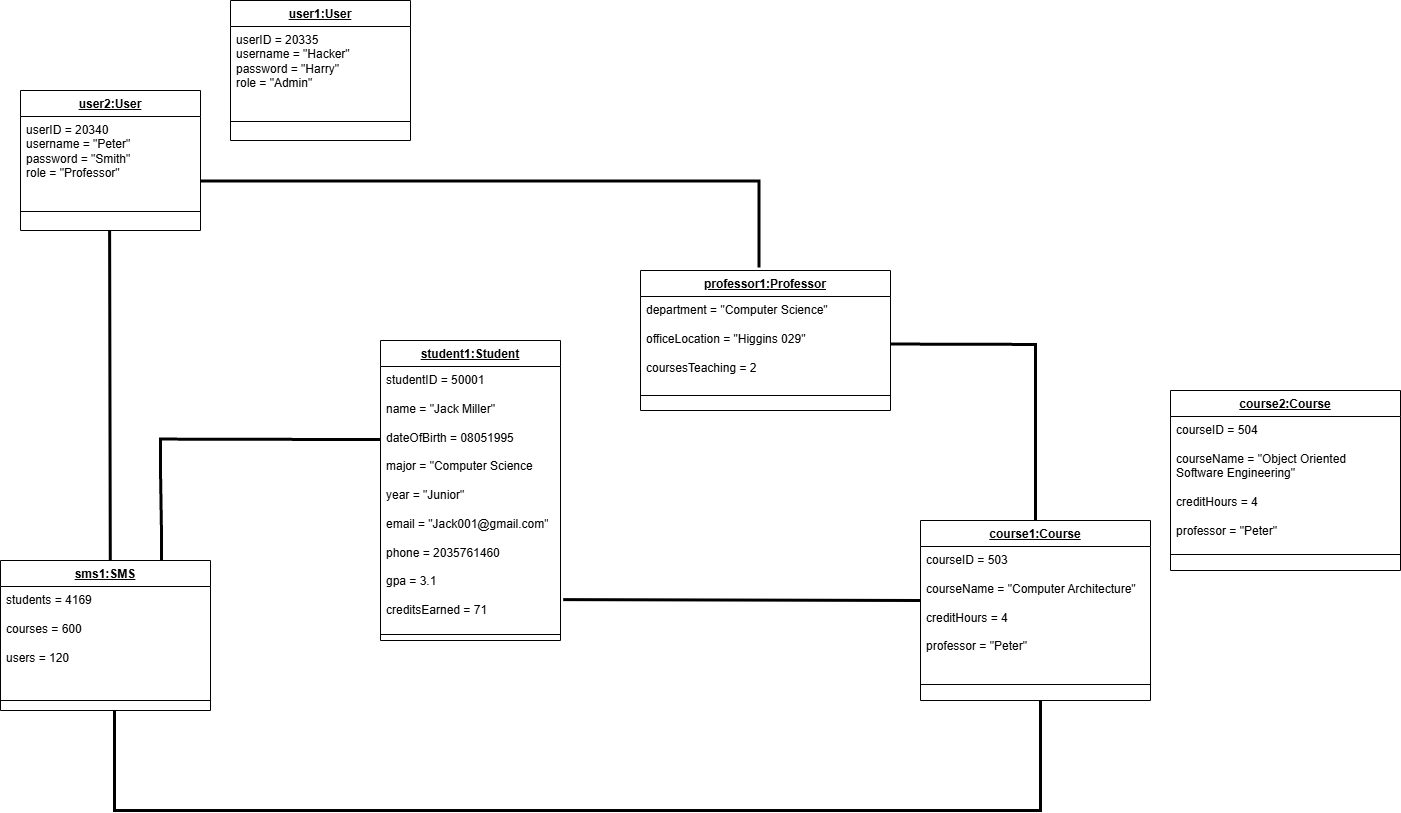 user1:User
userID = 20335
username = "Hacker"
password = "Harry"
role = "Admin"
user2:User
userID = 20340
username = "Peter"
password = "Smith"
role = "Professor"
professor1:Professor
department = "Computer Science"
officeLocation = "Higgins 029"
coursesTeaching = 2
student1:Student
studentID = 50001
name = "Jack Miller"
dateOfBirth = 08051995
major = "Computer Science
year = "Junior"
email = "Jack001@gmail.com"
phone = 2035761460
gpa = 3.1
creditsEarned = 71
course2:Course
courseID = 504
courseName = "Object Oriented
Software Engineering"
creditHours = 4
professor = "Peter"
course1:Course
courseID = 503
courseName = "Computer Architecture"
creditHours = 4
professor = "Peter"
sms1:SMS
students = 4169
courses = 600
users = 120